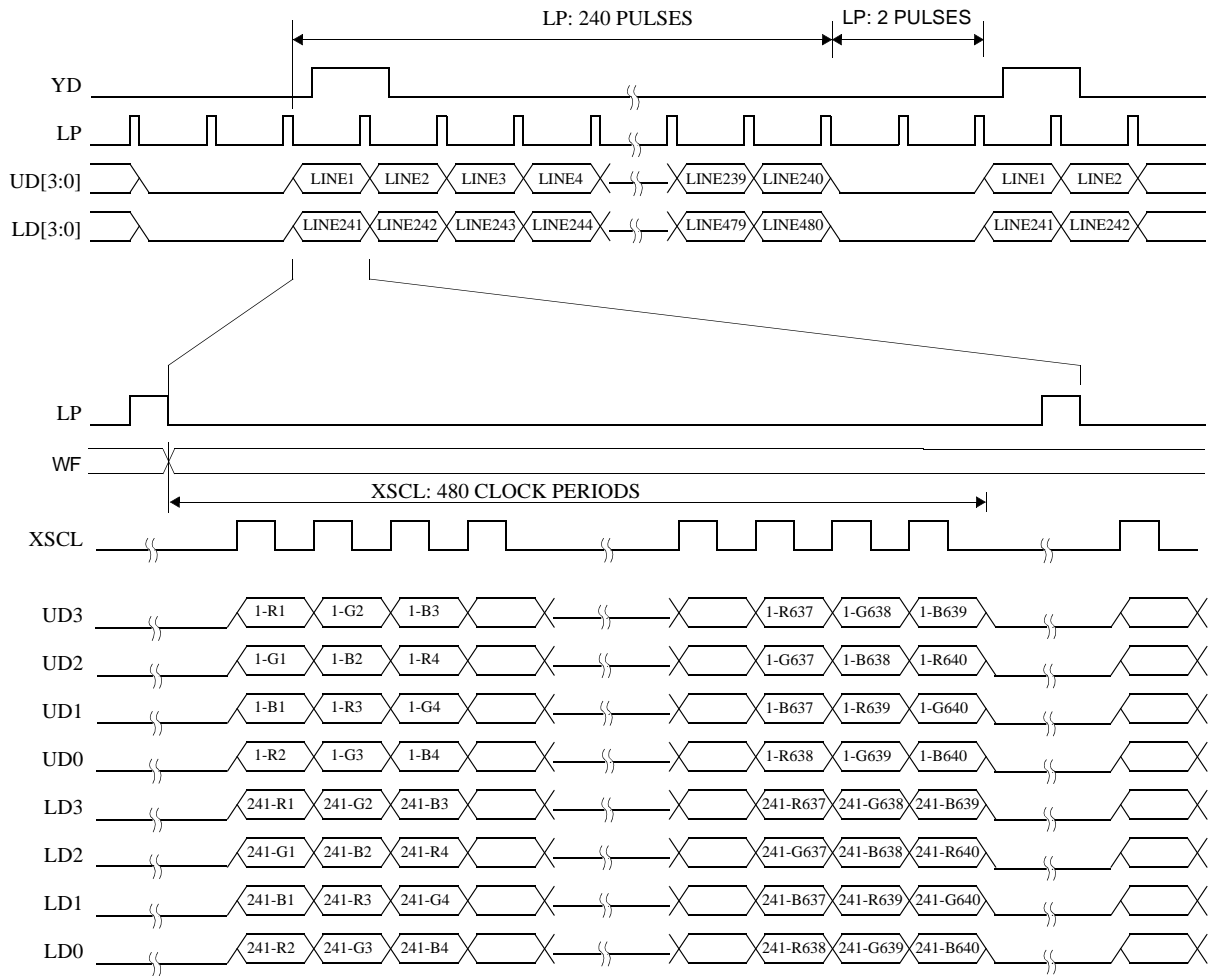 LP: 240 PULSES LP: 2 PULSES
YD
LP
UD[3:0] LINE1 LINE2 LINE3 LINE4 LINE239 LINE240 LINE1 LINE2
LD[3:0] LINE241 LINE242 LINE243 LINE244 LINE479 LINE480 LINE241 LINE242
LP
WF
XSCL: 480 CLOCK PERIODS
XSCL
UD3 1-R1 1-G2 1-B3 1-R637 1-G638 1-B639
UD2 1-G1 1-B2 1-R4 1-G637 1-B638 1-R640
UD1 1-B1 1-R3 1-G4 1-B637 1-R639 1-G640
UD0 1-R2 1-G3 1-B4 1-R638 1-G639 1-B640
LD3 241-R1 241-G2 241-B3 241-R637 241-G638 241-B639
LD2 241-G1 241-B2 241-R4 241-G637 241-B638 241-R640
LD1 241-B1 241-R3 241-G4 241-B637 241-R639 241-G640
LD0 241-R2 241-G3 241-B4 241-R638 241-G639 241-B640